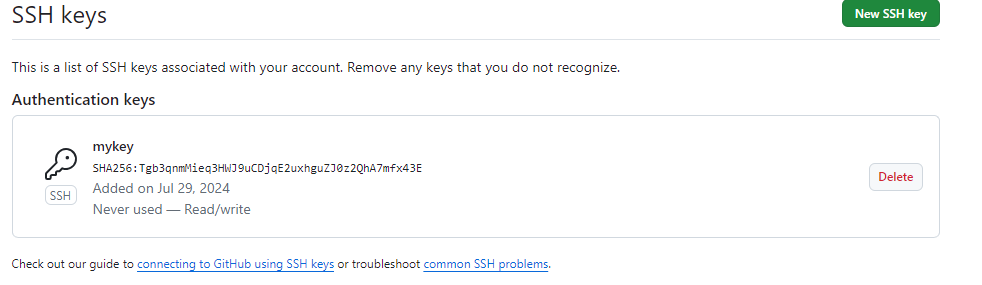 SSH keys
New SSH key
This is a list of SSH keys associated with your account. Remove any keys that you do not recognize.
Authentication keys
mykey
SHA256:Tgb3qnmMieq3HWJ9uCDjqE2uxhguZJ0z2QhA7mfx43E
Added on Jul 29, 2024
SSH
Never used — Read/write
Delete
Check out our guide to connecting to GitHub using SSH keys or troubleshoot common SSH problems.